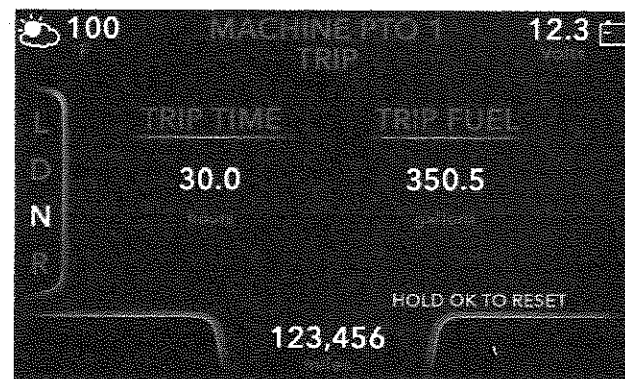 100 MACHINE PTO 1 12.3
TRIP
L
TRIP TIME TRIP FUEL
D
30.0 350.5
N
R
HOLD OK TO RESET
123,456